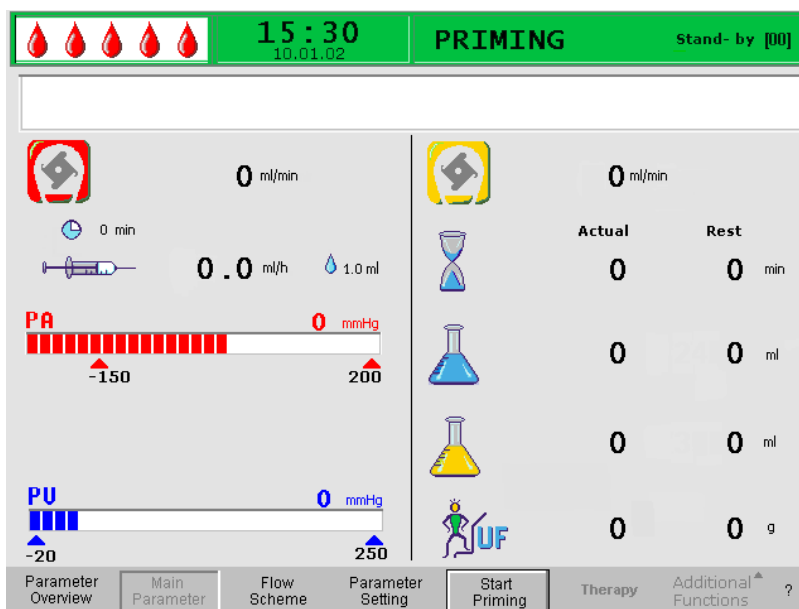 15:30
10.01.02
PRIMING
Stand- by [00]
0 ml/min
0 min
0.0 ml/h
1.0 ml
PA
0 mmHg
-150
200
PU
0 mmHg
-20
250
0 ml/min
Actual Rest
0 0 min
0 0 ml
0 0 ml
UF 0 0 g
Parameter
Overview
Main
Parameter
Flow
Scheme
Parameter
Setting
Start
Priming
Therapy
Additional
Functions
?